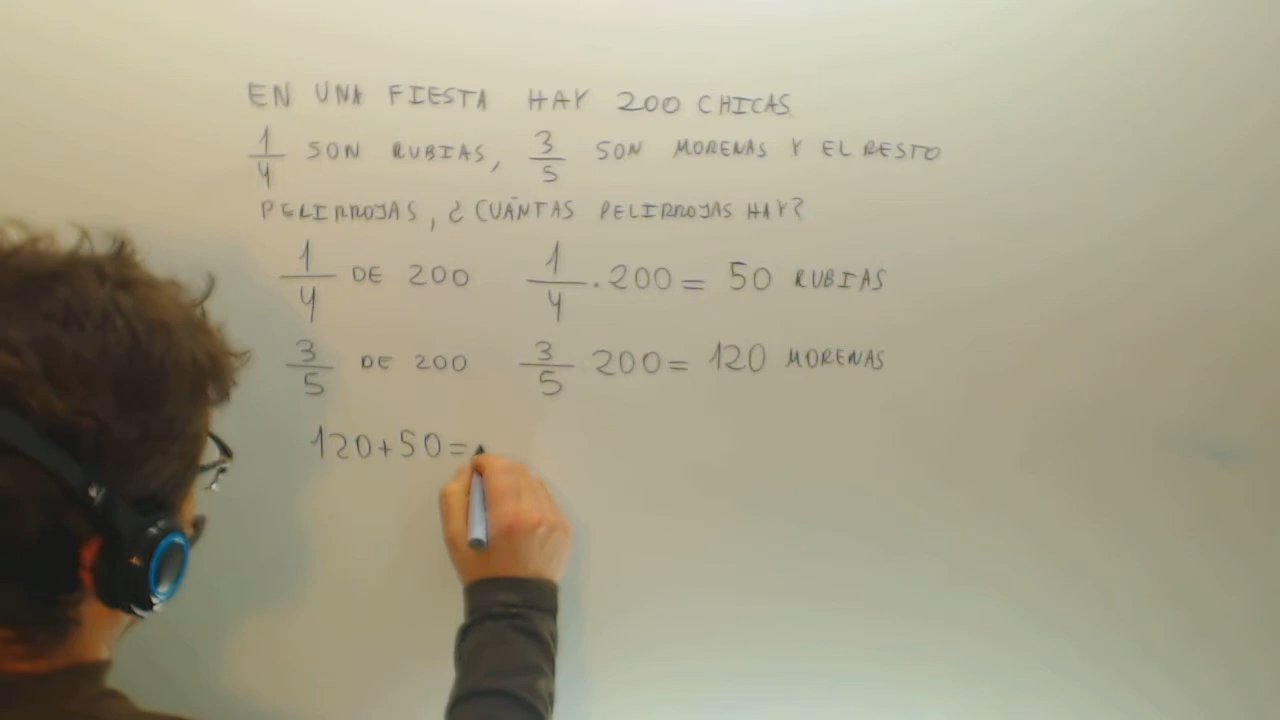 EN UNA FIESTA HAY 200 CHICAS
1/4 SON RUBIAS, 3/5 SON MORENAS Y EL RESTO
PELIRROJAS, ¿CUÁNTAS PELIRROJAS HAY?
1/4 DE 200 1/4 . 200 = 50 RUBIAS
3/5 DE 200 3/5 200 = 120 MORENAS
120+50=